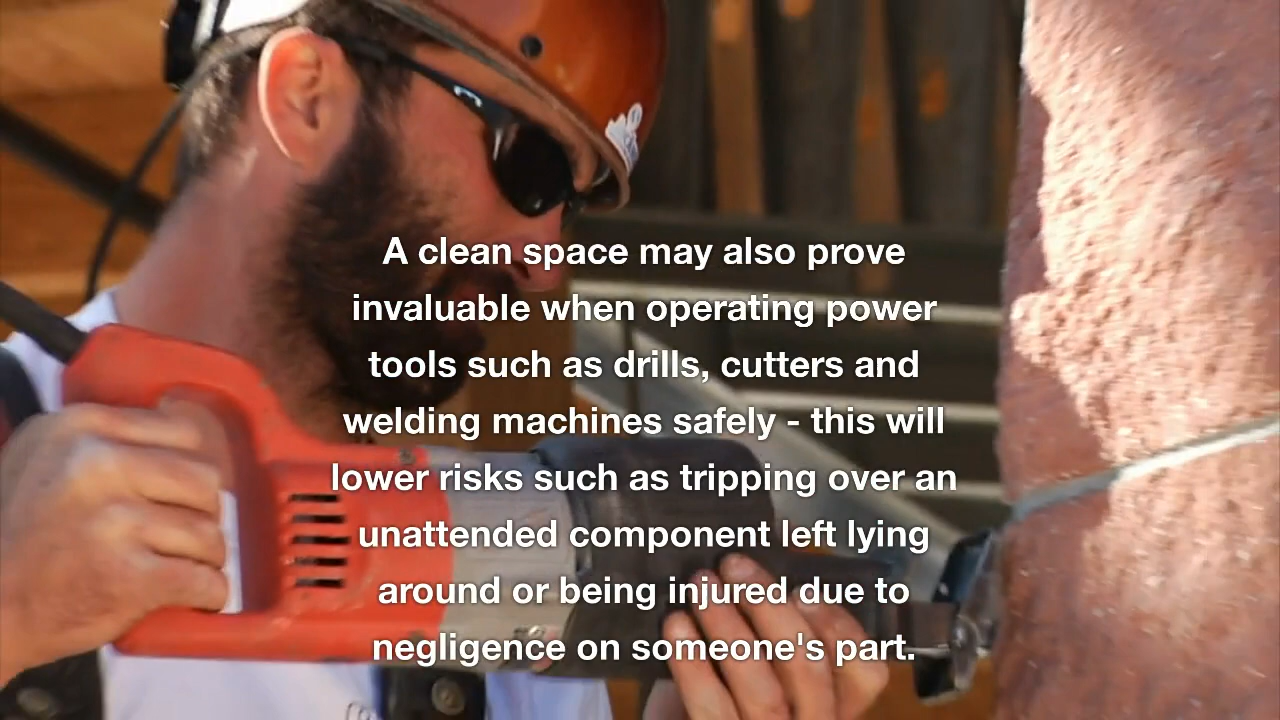 A clean space may also prove
invaluable when operating power
tools such as drills, cutters and
welding machines safely - this will
lower risks such as tripping over an
unattended component left lying
around or being injured due to
negligence on someone's part.